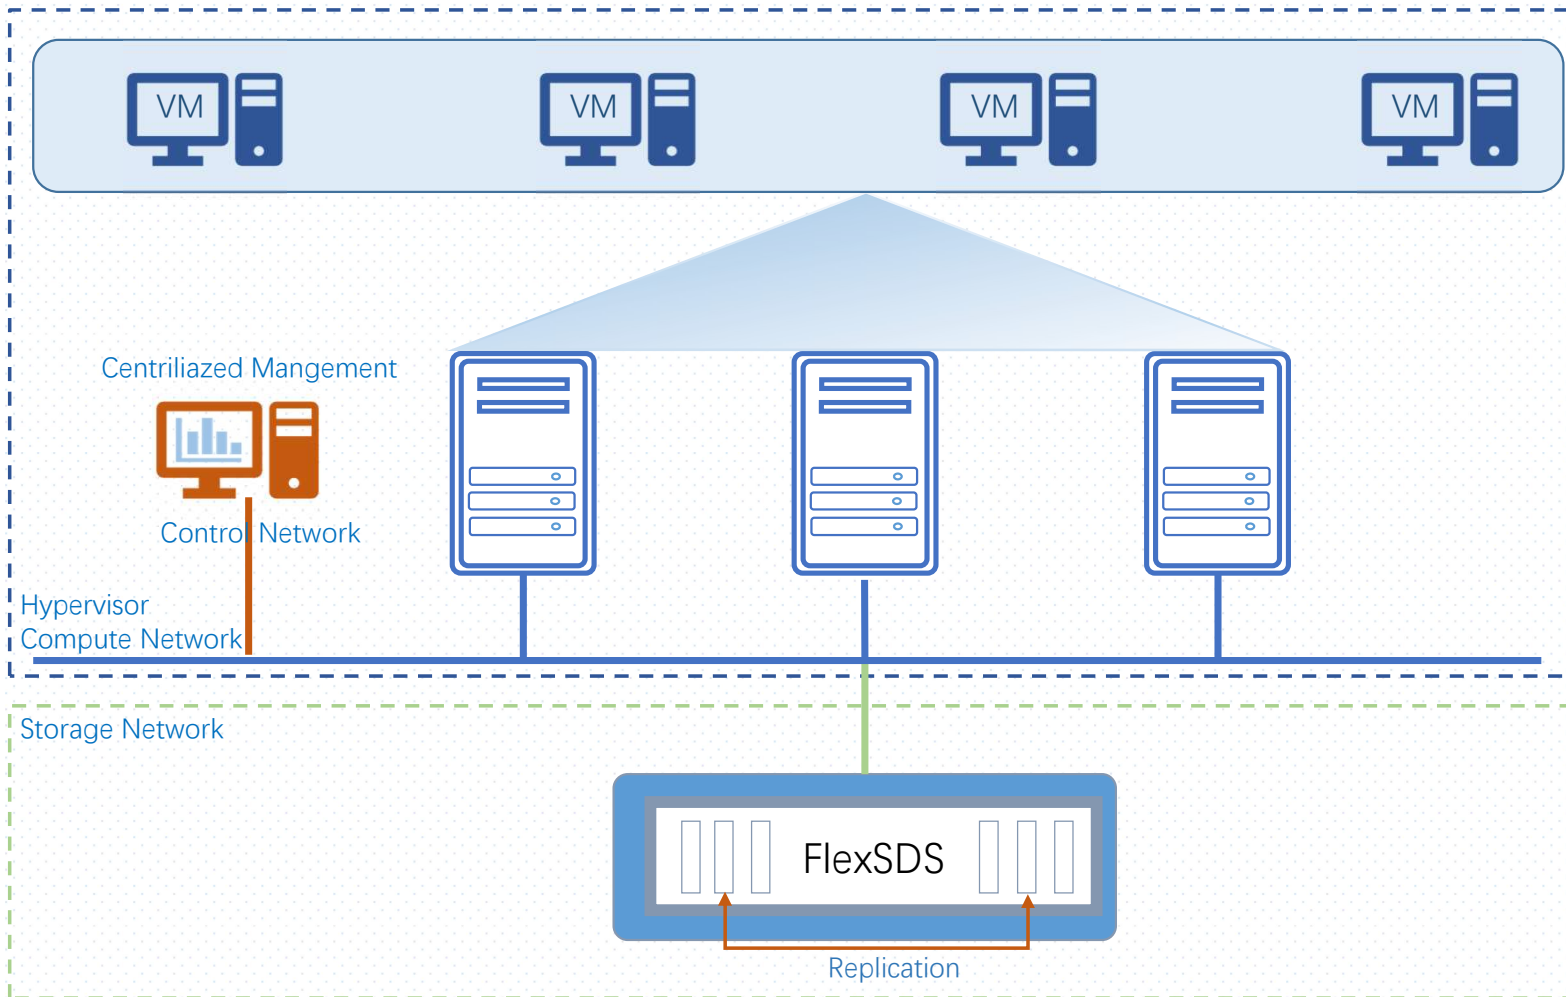 VM
VM
VM
VM
Centriliazed Mangement
Control Network
Hypervisor
Compute Network
Storage Network
FlexSDS
Replication